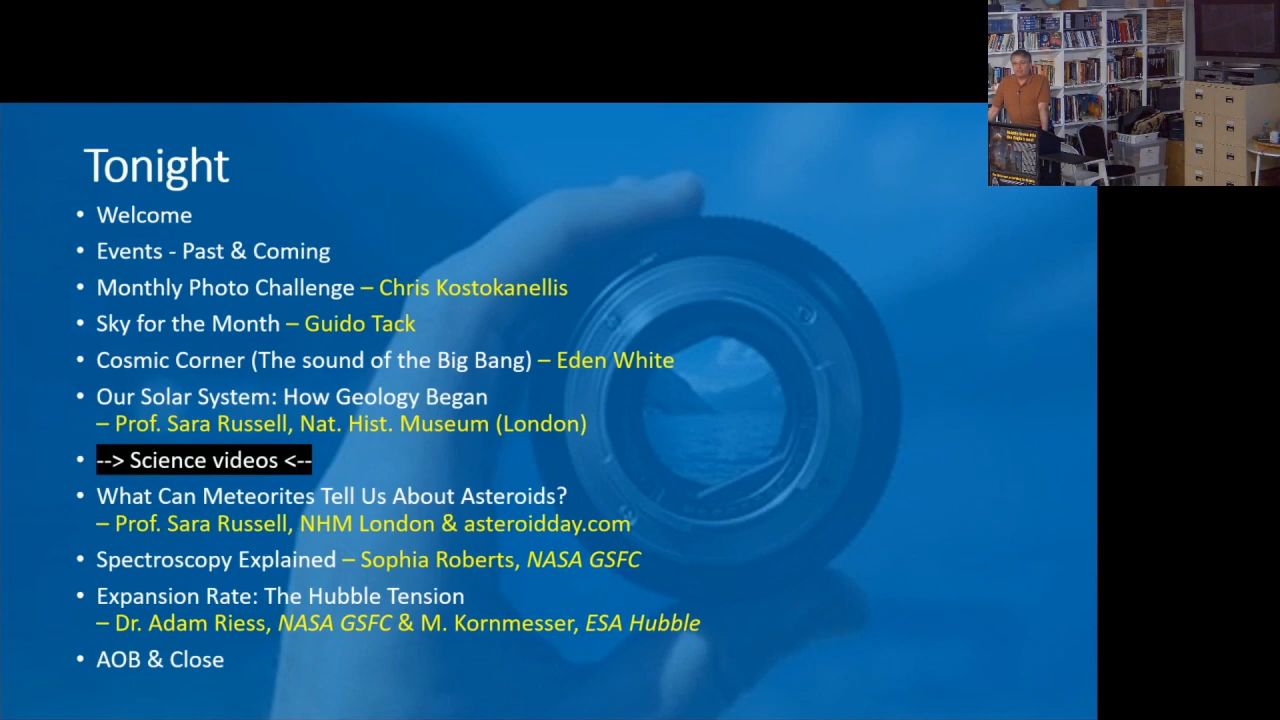 Tonight
• Welcome
• Events - Past & Coming
• Monthly Photo Challenge – Chris Kostokanellis
• Sky for the Month – Guido Tack
• Cosmic Corner (The sound of the Big Bang) – Eden White
• Our Solar System: How Geology Began
– Prof. Sara Russell, Nat. Hist. Museum (London)
• --> Science videos <--
• What Can Meteorites Tell Us About Asteroids?
– Prof. Sara Russell, NHM London & asteroidday.com
• Spectroscopy Explained – Sophia Roberts, NASA GSFC
• Expansion Rate: The Hubble Tension
– Dr. Adam Riess, NASA GSFC & M. Kornmesser, ESA Hubble
• AOB & Close